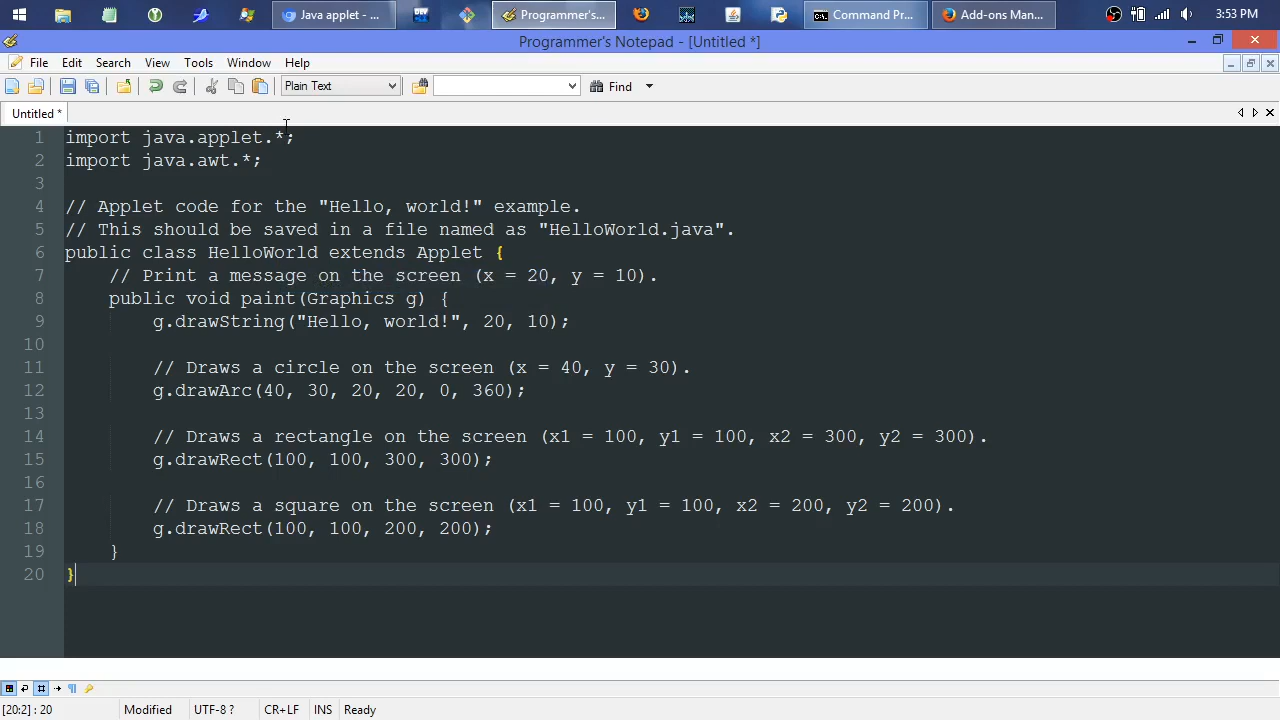 Java applet - ...
DEV
Programmer's...
Command Pr...
Add-ons Man...
3:53 PM
Programmer's Notepad - [Untitled *]
File Edit Search View Tools Window Help
Plain Text
Find
Untitled *
1 import java.applet.*;
2 import java.awt.*;
3
4 // Applet code for the "Hello, world!" example.
5 // This should be saved in a file named as "HelloWorld.java".
6 public class HelloWorld extends Applet {
7 // Print a message on the screen (x = 20, y = 10).
8 public void paint(Graphics g) {
9 g.drawString("Hello, world!", 20, 10);
10
11 // Draws a circle on the screen (x = 40, y = 30).
12 g.drawArc(40, 30, 20, 20, 0, 360);
13
14 // Draws a rectangle on the screen (x1 = 100, y1 = 100, x2 = 300, y2 = 300).
15 g.drawRect(100, 100, 300, 300);
16
17 // Draws a square on the screen (x1 = 100, y1 = 100, x2 = 200, y2 = 200).
18 g.drawRect(100, 100, 200, 200);
19 }
20 }
[20:2] : 20 Modified UTF-8 ? CR+LF INS Ready